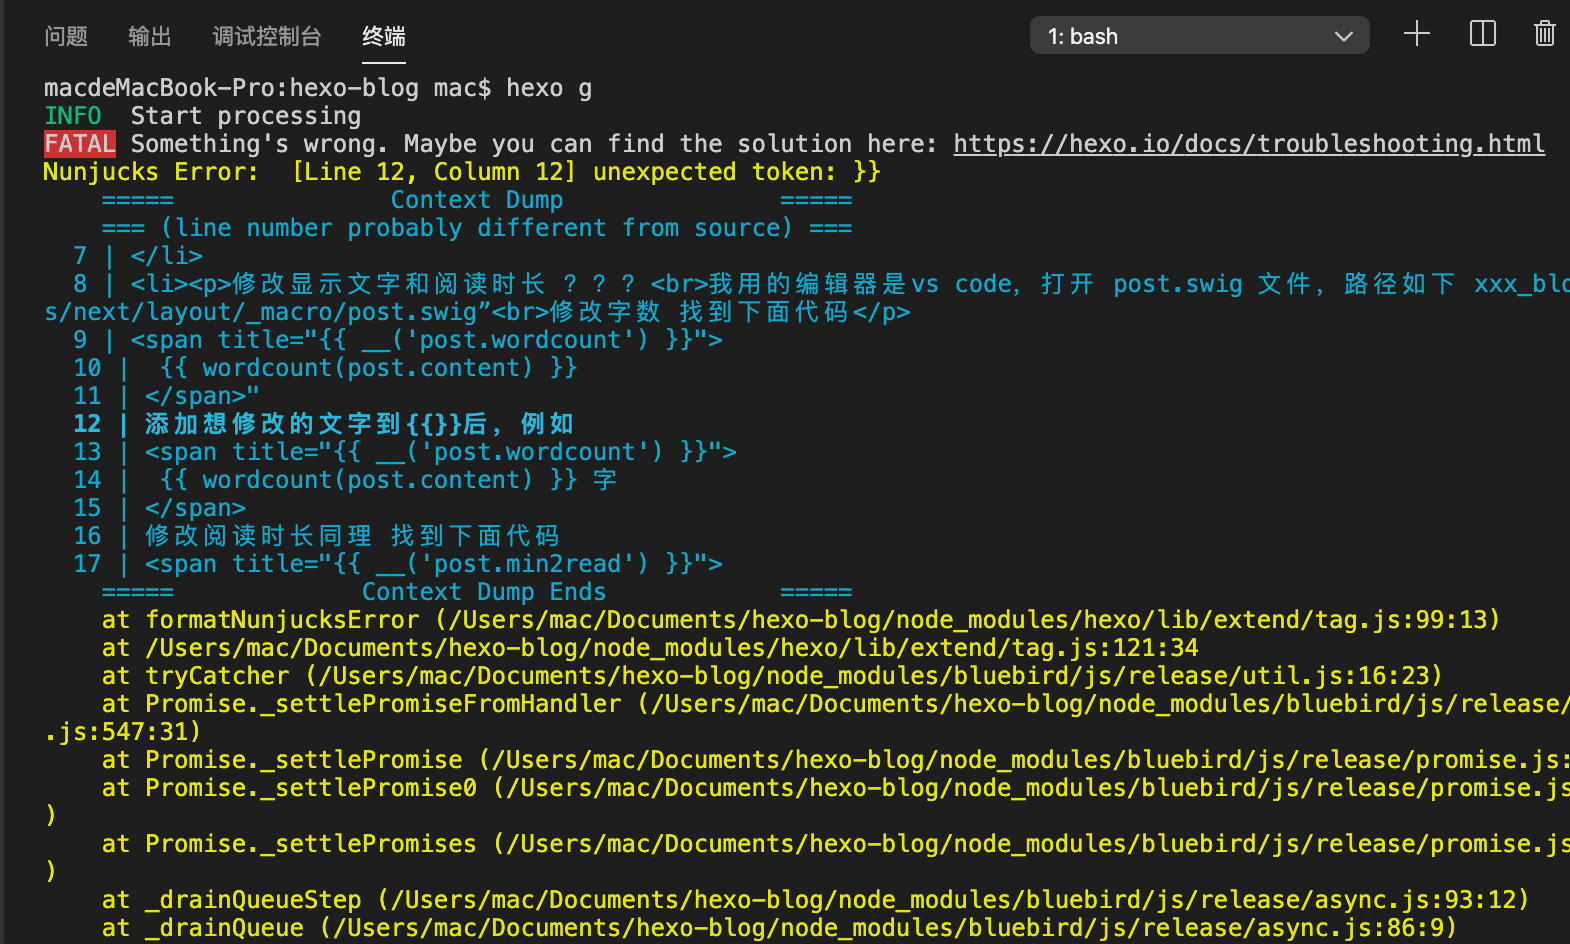 问题 输出 调试控制台 终端 1: bash
macdeMacBook-Pro:hexo-blog mac$ hexo g
INFO  Start processing
FATAL Something's wrong. Maybe you can find the solution here: https://hexo.io/docs/troubleshooting.html
Nunjucks Error:  [Line 12, Column 12] unexpected token: }}
    =====               Context Dump               =====
    === (line number probably different from source) ===
  7 | </li>
  8 | <li><p>修改显示文字和阅读时长 ？？？<br>我用的编辑器是vs code, 打开 post.swig 文件, 路径如下 xxx_blo
s/next/layout/_macro/post.swig”<br>修改字数 找到下面代码</p>
  9 | <span title="{{ __('post.wordcount') }}">
  10 |  {{ wordcount(post.content) }}
  11 | </span>"
  12 | 添加想修改的文字到{{}}后, 例如
  13 | <span title="{{ __('post.wordcount') }}">
  14 |  {{ wordcount(post.content) }} 字
  15 | </span>
  16 | 修改阅读时长同理 找到下面代码
  17 | <span title="{{ __('post.min2read') }}">
    =====             Context Dump Ends            =====
    at formatNunjucksError (/Users/mac/Documents/hexo-blog/node_modules/hexo/lib/extend/tag.js:99:13)
    at /Users/mac/Documents/hexo-blog/node_modules/hexo/lib/extend/tag.js:121:34
    at tryCatcher (/Users/mac/Documents/hexo-blog/node_modules/bluebird/js/release/util.js:16:23)
    at Promise._settlePromiseFromHandler (/Users/mac/Documents/hexo-blog/node_modules/bluebird/js/release/
.js:547:31)
    at Promise._settlePromise (/Users/mac/Documents/hexo-blog/node_modules/bluebird/js/release/promise.js:
    at Promise._settlePromise0 (/Users/mac/Documents/hexo-blog/node_modules/bluebird/js/release/promise.js
)
    at Promise._settlePromises (/Users/mac/Documents/hexo-blog/node_modules/bluebird/js/release/promise.js
)
    at _drainQueueStep (/Users/mac/Documents/hexo-blog/node_modules/bluebird/js/release/async.js:93:12)
    at _drainQueue (/Users/mac/Documents/hexo-blog/node_modules/bluebird/js/release/async.js:86:9)